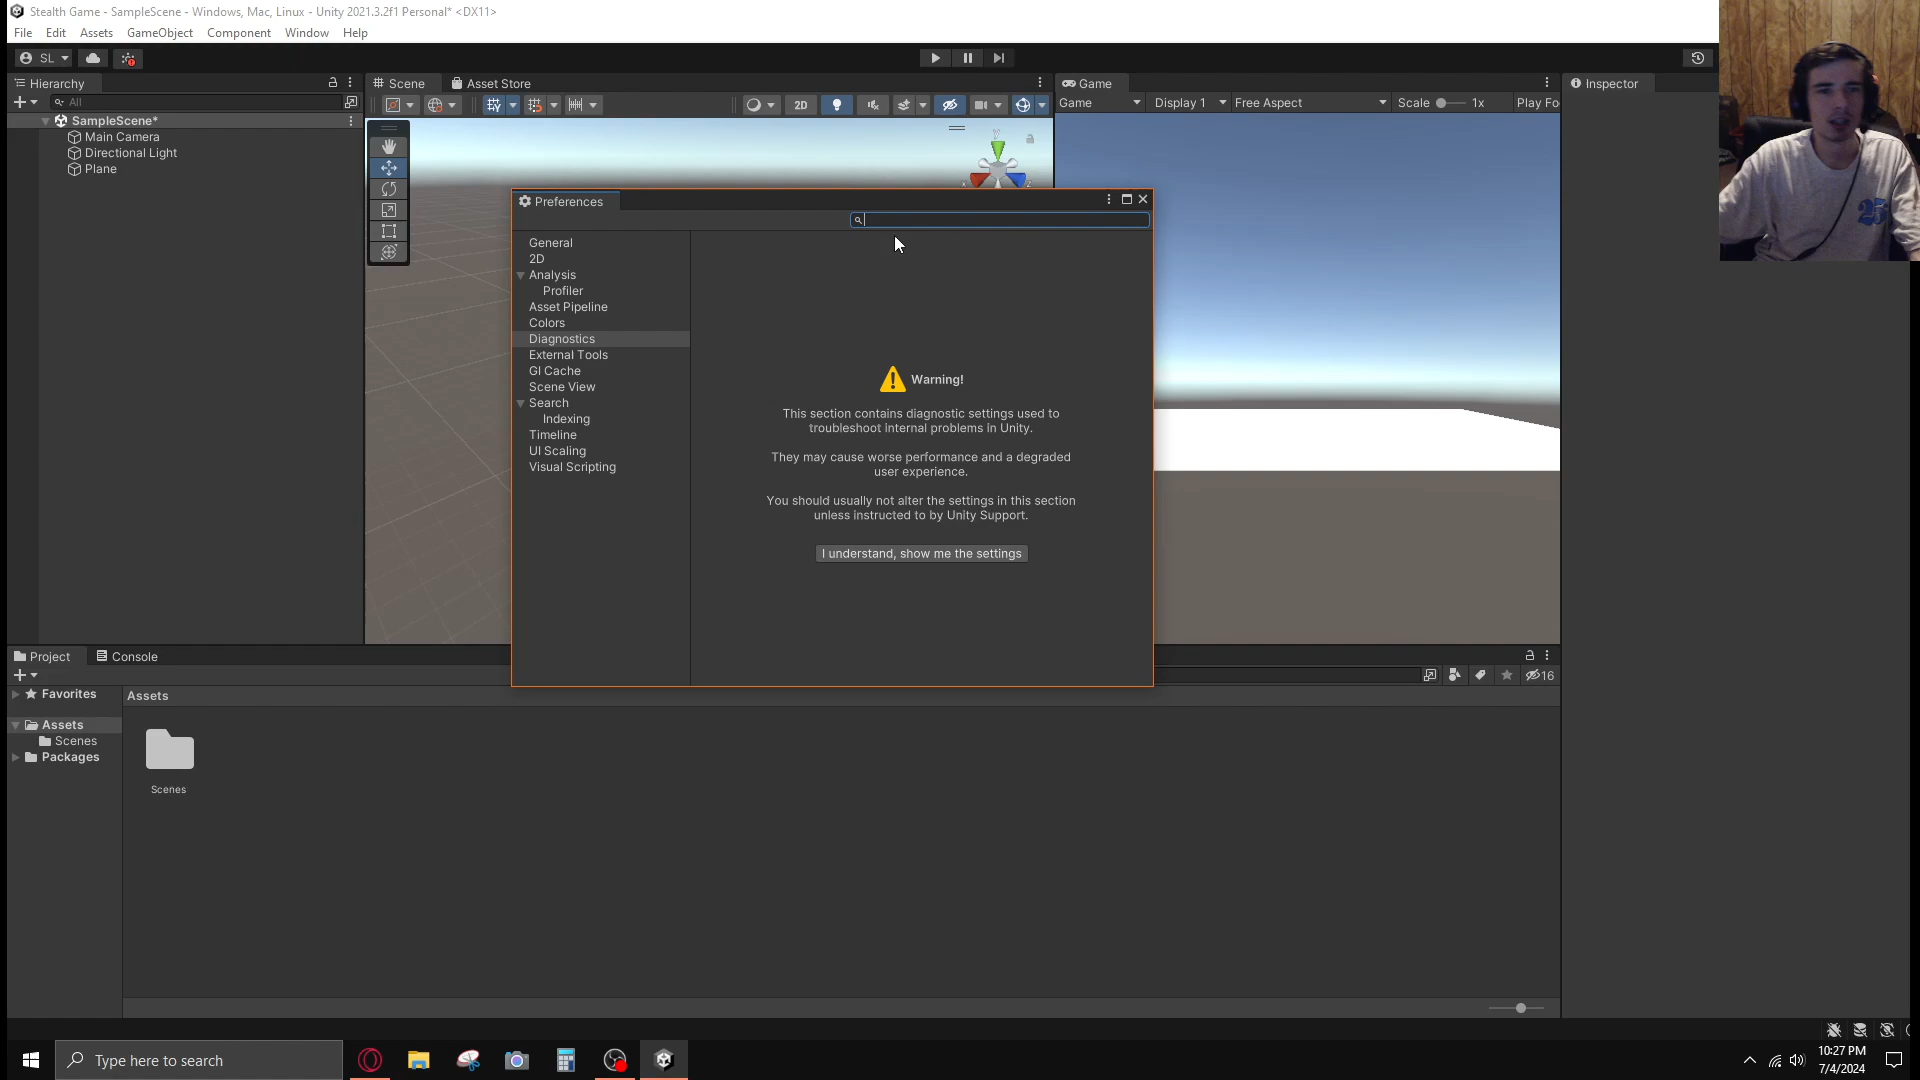 Stealth Game - SampleScene - Windows, Mac, Linux - Unity 2021.3.2f1 Personal* <DX11>
File Edit Assets GameObject Component Window Help
SL
Hierarchy
All
SampleScene*
Main Camera
Directional Light
Plane
Scene Asset Store
2D
Game
Game Display 1 Free Aspect Scale 1x Play Fo
Inspector
Preferences
General
2D
Analysis
Profiler
Asset Pipeline
Colors
Diagnostics
External Tools
GI Cache
Scene View
Search
Indexing
Timeline
UI Scaling
Visual Scripting
Warning!
This section contains diagnostic settings used to
troubleshoot internal problems in Unity.
They may cause worse performance and a degraded
user experience.
You should usually not alter the settings in this section
unless instructed to by Unity Support.
I understand, show me the settings
25
Project Console
16
Favorites
Assets
Scenes
Packages
Assets
Scenes
Type here to search
10:27 PM
7/4/2024